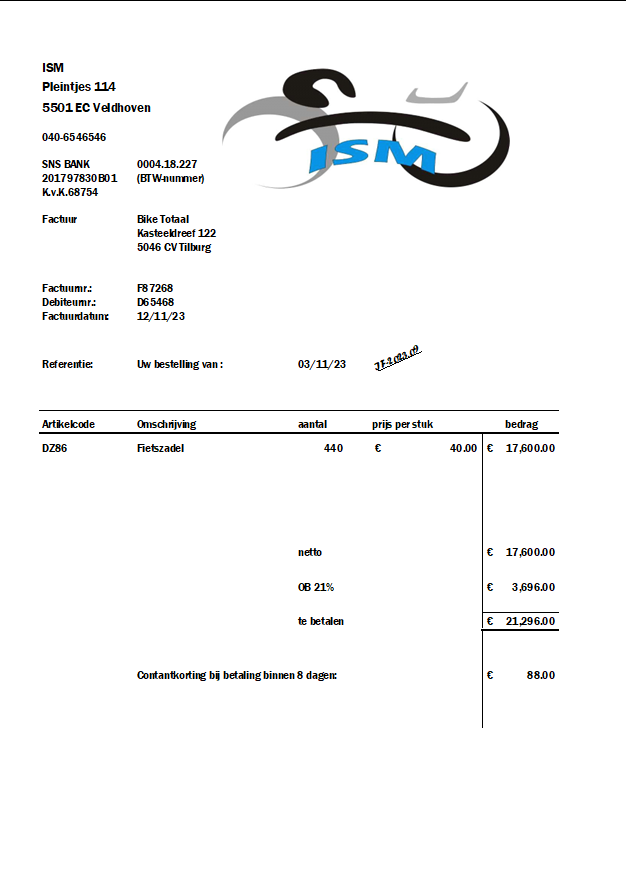 ISM
Pleintjes 114
5501 EC Veldhoven
040-6546546
SNS BANK 0004.18.227
201797830B01 (BTW-nummer)
K.v.K.68754
ISM
Factuur Bike Totaal
Kasteeldreef 122
5046 CV Tilburg
Factuurnr.: F87268
Debiteurnr.: D65468
Factuurdatum: 12/11/23
Referentie: Uw bestelling van : 03/11/23
Artikelcode Omschrijving aantal prijs per stuk bedrag
DZ86 Fietszadel 440 € 40.00 € 17,600.00
netto € 17,600.00
OB 21% € 3,696.00
te betalen € 21,296.00
Contantkorting bij betaling binnen 8 dagen: € 88.00